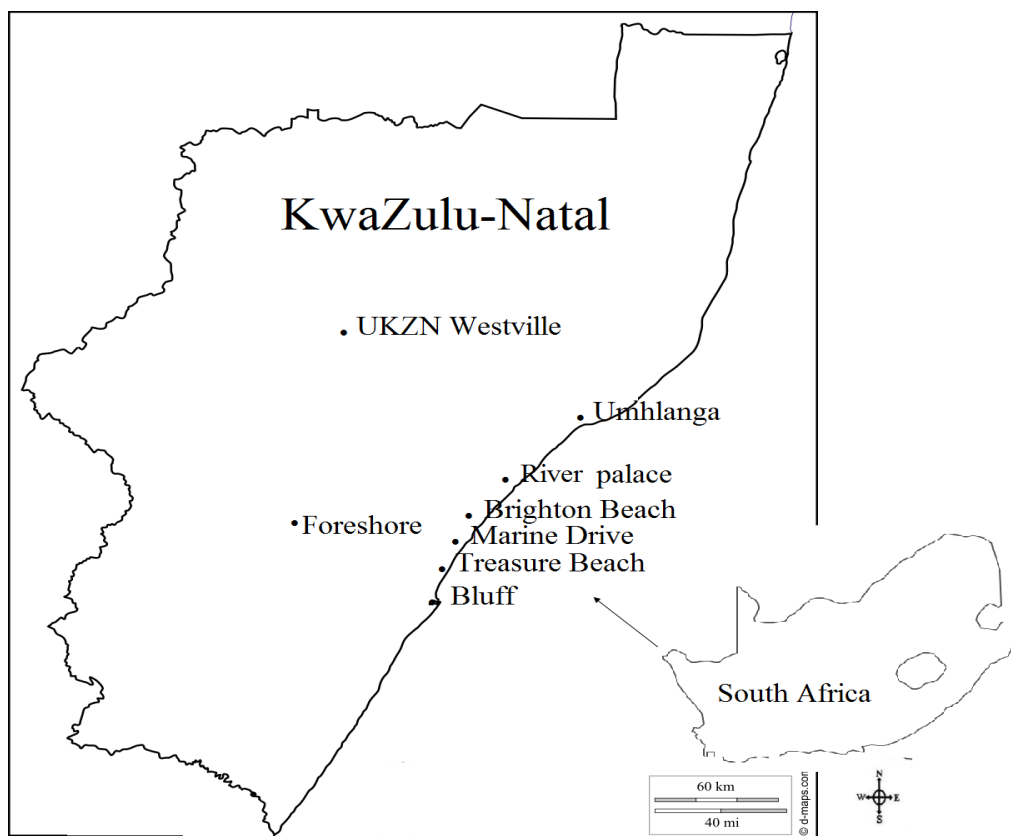 KwaZulu-Natal
UKZN Westville
Umhlanga
River palace
Brighton Beach
Foreshore
Marine Drive
Treasure Beach
Bluff
South Africa
60 km
40 mi
© d-maps.com
N
W E
S